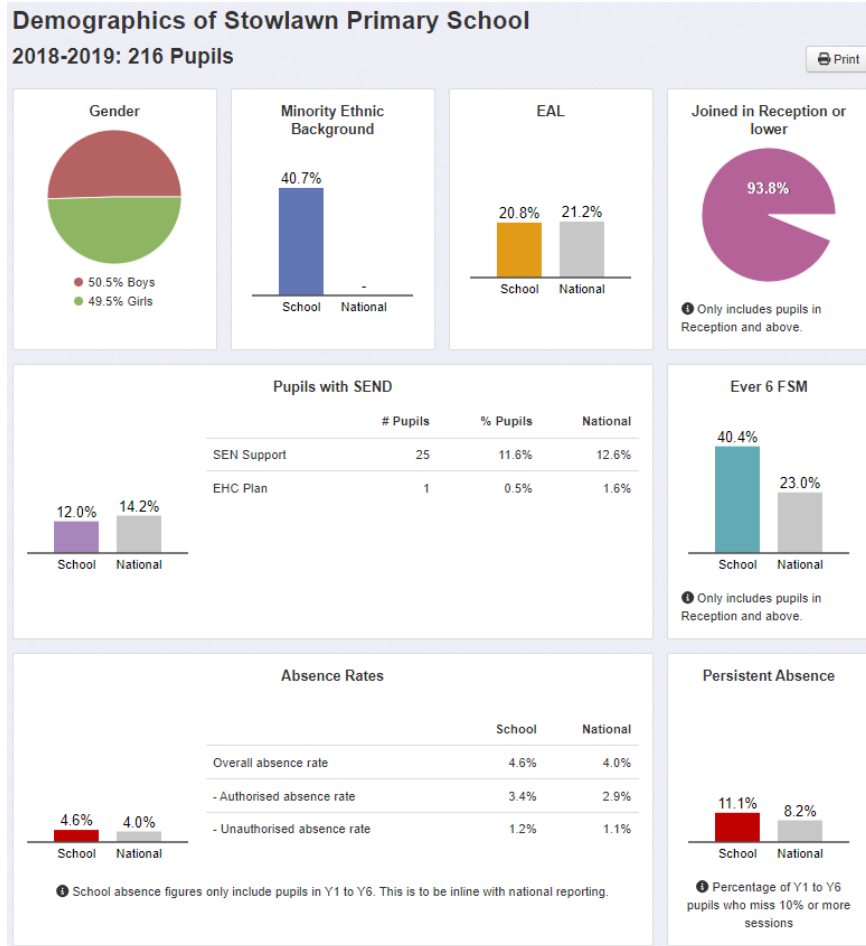 Demographics of Stowlawn Primary School
2018-2019: 216 Pupils
Print
Gender
50.5% Boys
49.5% Girls
Minority Ethnic
Background
40.7%
-
School National
EAL
20.8% 21.2%
School National
Joined in Reception or
lower
93.8%
Only includes pupils in
Reception and above.
Pupils with SEND
12.0% 14.2%
School National
# Pupils % Pupils National
SEN Support 25 11.6% 12.6%
EHC Plan 1 0.5% 1.6%
Ever 6 FSM
40.4%
23.0%
School National
Only includes pupils in
Reception and above.
Absence Rates
4.6% 4.0%
School National
School National
Overall absence rate 4.6% 4.0%
- Authorised absence rate 3.4% 2.9%
- Unauthorised absence rate 1.2% 1.1%
School absence figures only include pupils in Y1 to Y6. This is to be inline with national reporting.
Persistent Absence
11.1%
8.2%
School National
Percentage of Y1 to Y6
pupils who miss 10% or more
sessions